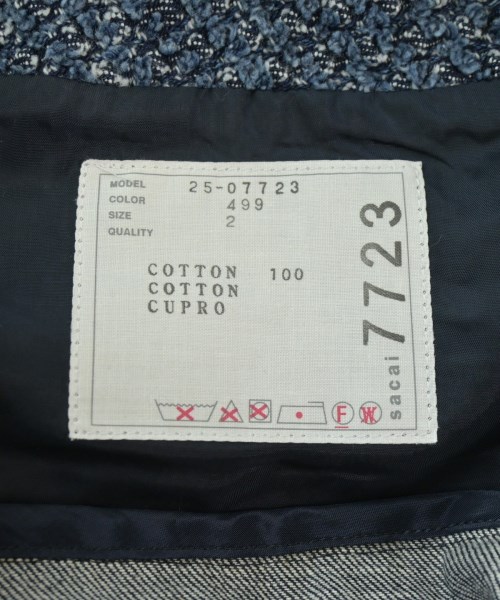 MODEL 25-07723
COLOR 499
SIZE 2
QUALITY
COTTON 100
COTTON
CUPRO
sacai 7723
F W